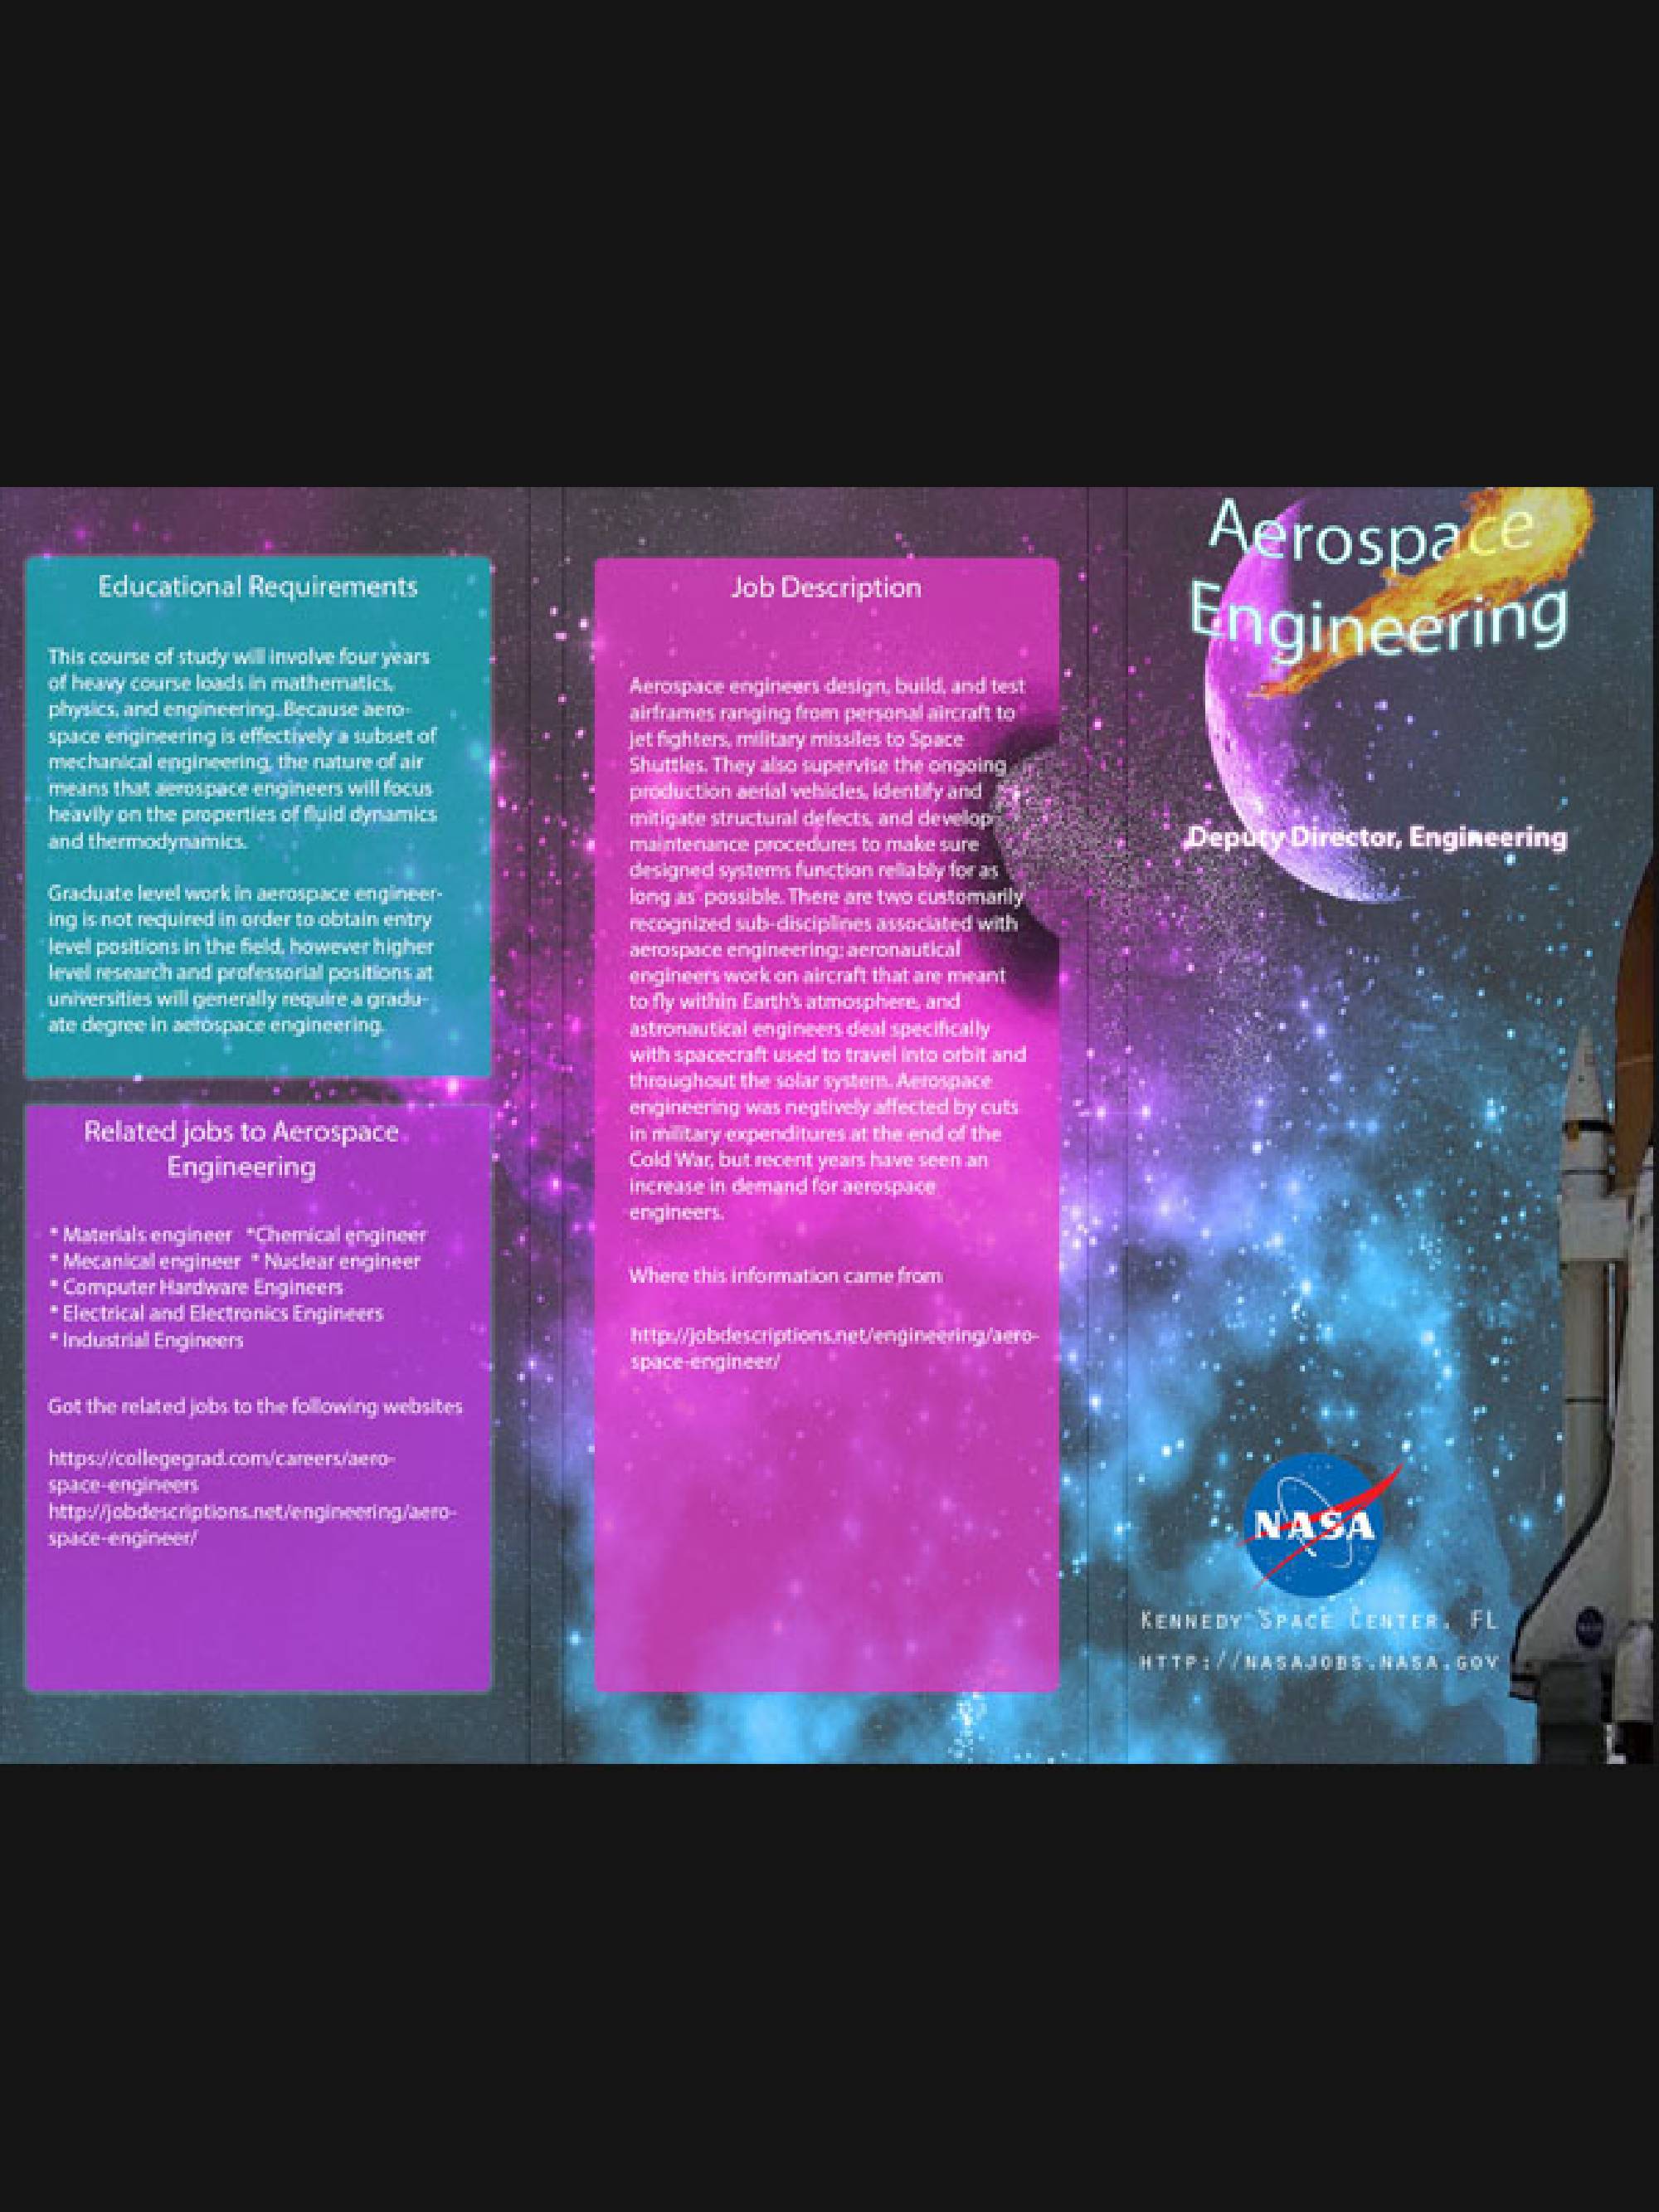 Educational Requirements
This course of study will involve four years
of heavy course loads in mathematics,
physics, and engineering. Because aero-
space engineering is effectively a subset of
mechanical engineering, the nature of air
means that aerospace engineers will focus
heavily on the properties of fluid dynamics
and thermodynamics.
Graduate level work in aerospace engineer-
ing is not required in order to obtain entry
level positions in the field, however higher
level research and professorial positions at
universities will generally require a gradu-
ate degree in aerospace engineering.
Related jobs to Aerospace
Engineering
* Materials engineer *Chemical engineer
* Mecanical engineer * Nuclear engineer
* Computer Hardware Engineers
* Electrical and Electronics Engineers
* Industrial Engineers
Got the related jobs to the following websites
https://collegegrad.com/careers/aero-
space-engineers
http://jobdescriptions.net/engineering/aero-
space-engineer/
Job Description
Aerospace engineers design, build, and test
airframes ranging from personal aircraft to
jet fighters, military missiles to Space
Shuttles. They also supervise the ongoing
production aerial vehicles, identify and
mitigate structural defects, and develop
maintenance procedures to make sure
designed systems function reliably for as
long as possible. There are two customarily
recognized sub-disciplines associated with
aerospace engineering: aeronautical
engineers work on aircraft that are meant
to fly within Earth's atmosphere, and
astronautical engineers deal specifically
with spacecraft used to travel into orbit and
throughout the solar system. Aerospace
engineering was negtively affected by cuts
in military expenditures at the end of the
Cold War, but recent years have seen an
increase in demand for aerospace
engineers.
Where this information came from
http://jobdescriptions.net/engineering/aero-
space-engineer/
Aerospace
Engineering
Deputy Director, Engineering
NASA
KENNEDY SPACE CENTER, FL
HTTP://NASAJOBS.NASA.GOV